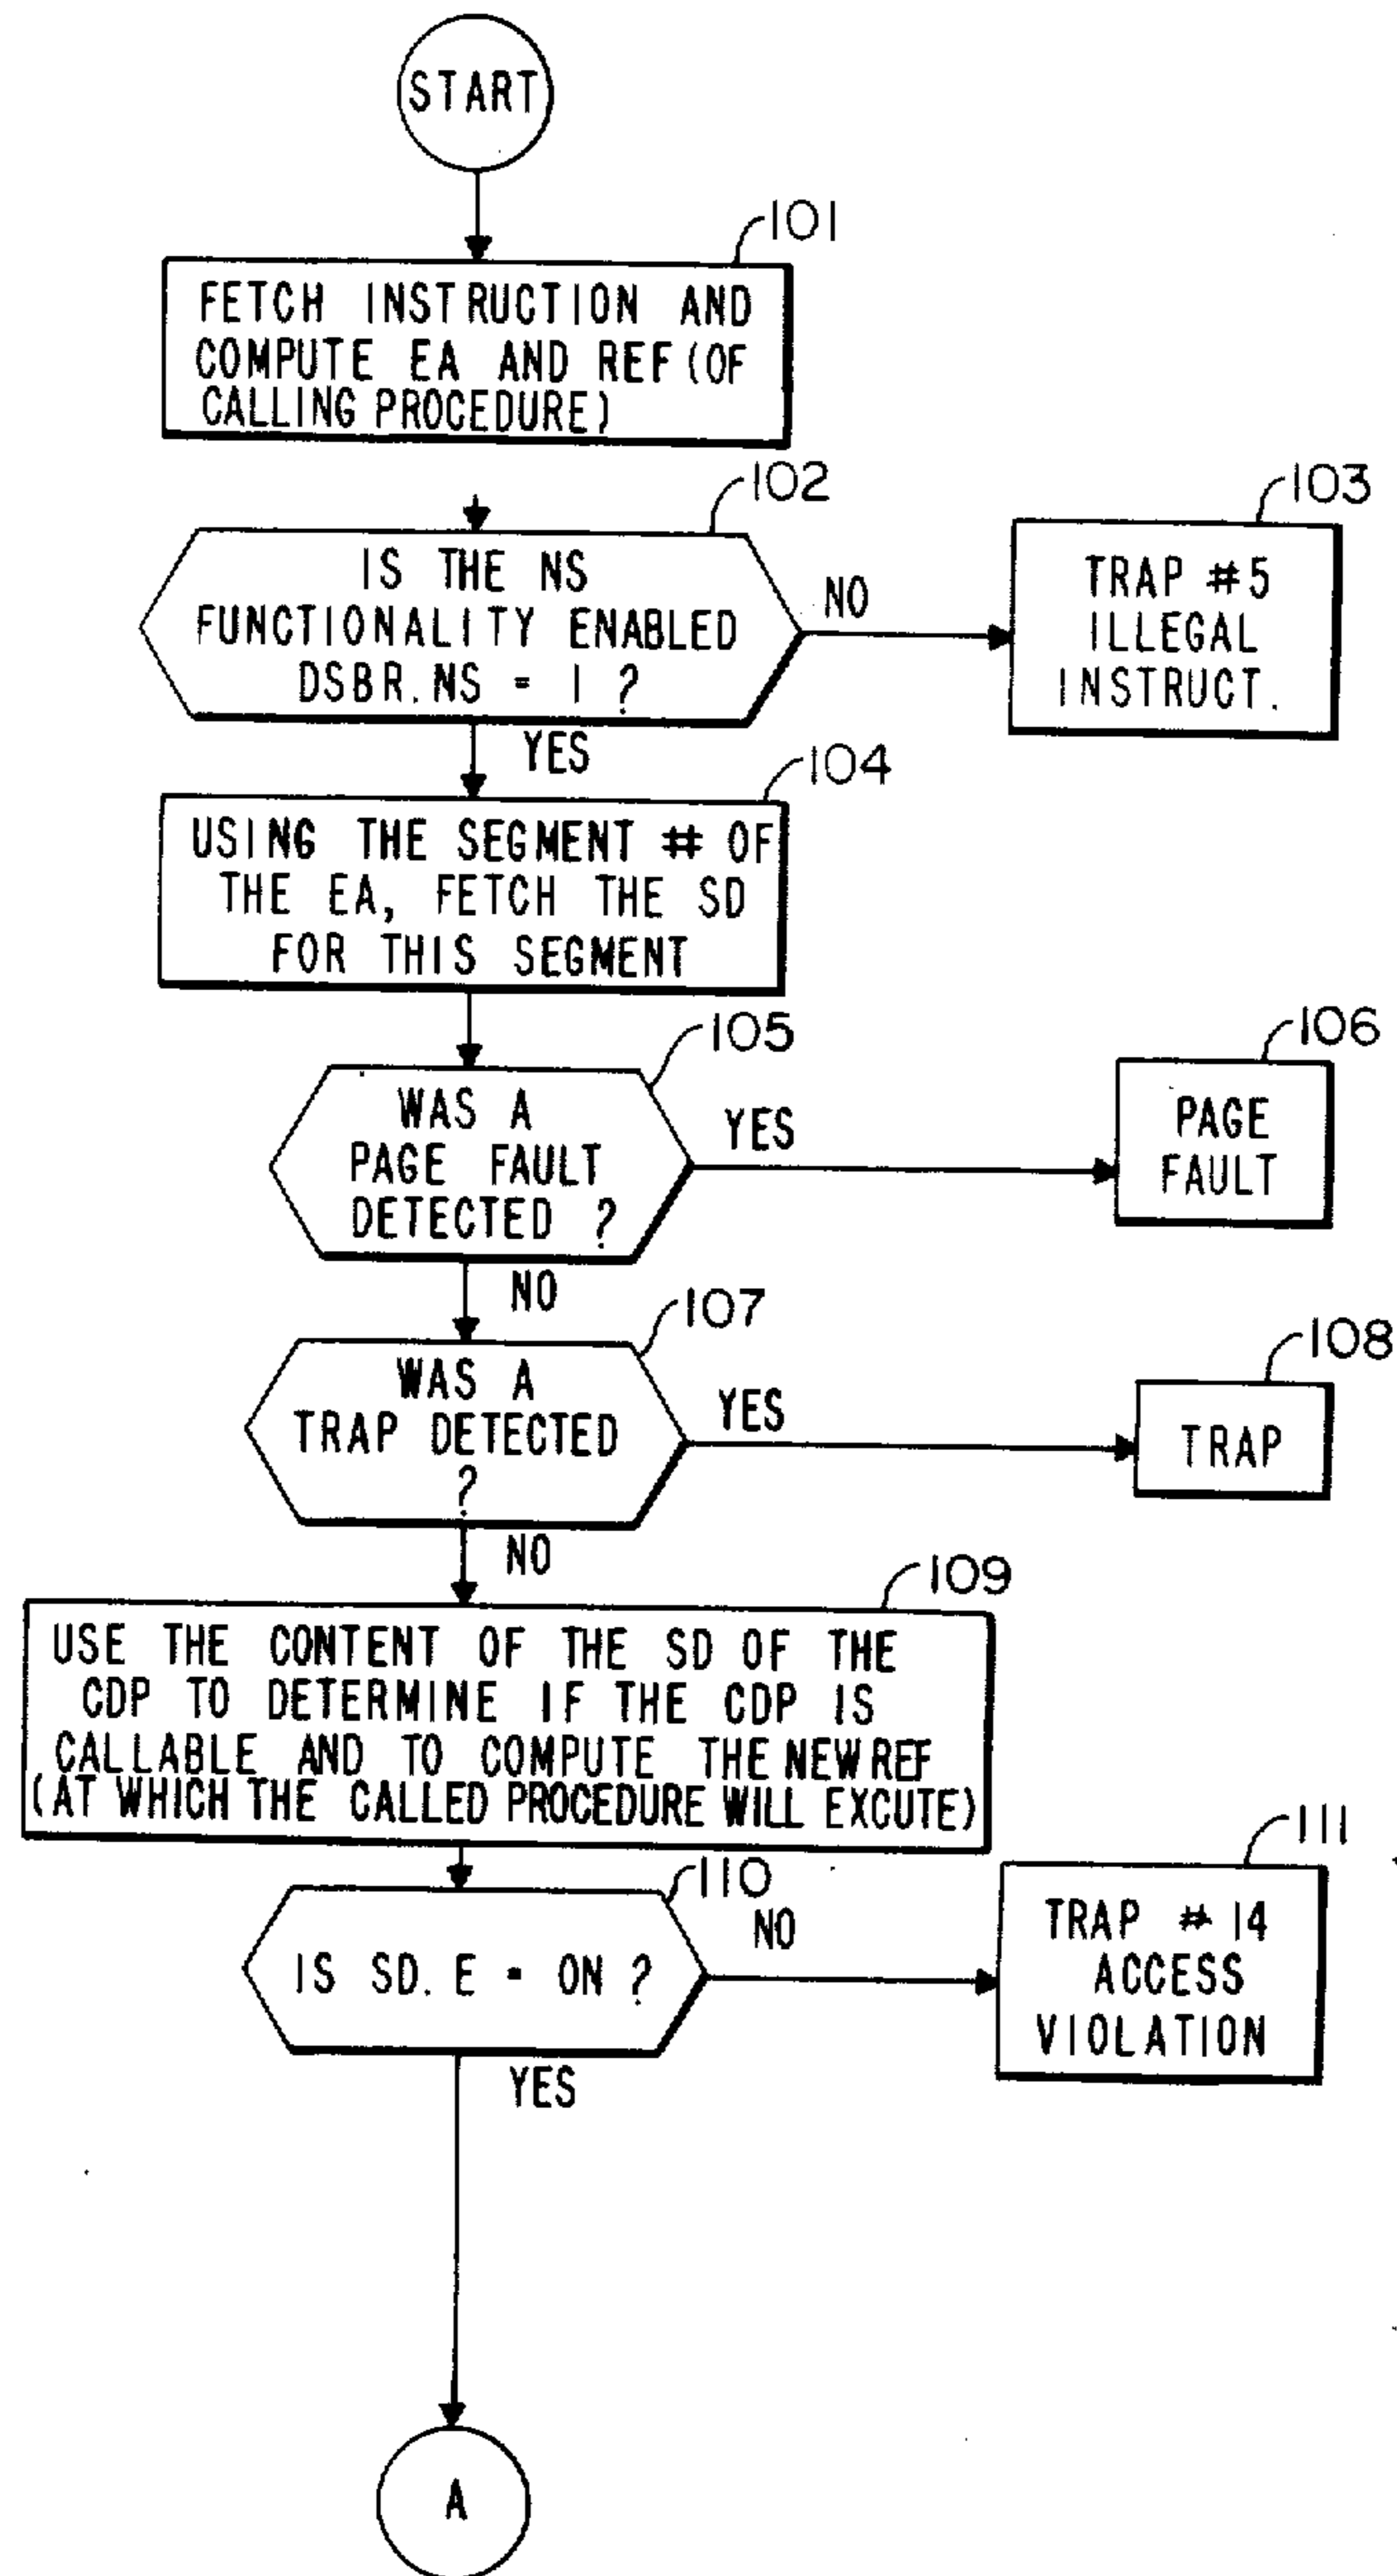 START
101
FETCH INSTRUCTION AND
COMPUTE EA AND REF (OF
CALLING PROCEDURE)
102
IS THE NS
FUNCTIONALITY ENABLED
DSBR.NS = 1 ?
NO
103
TRAP #5
ILLEGAL
INSTRUCT.
YES
104
USING THE SEGMENT # OF
THE EA, FETCH THE SD
FOR THIS SEGMENT
105
WAS A
PAGE FAULT
DETECTED ?
YES
106
PAGE
FAULT
NO
107
WAS A
TRAP DETECTED
?
YES
108
TRAP
NO
109
USE THE CONTENT OF THE SD OF THE
CDP TO DETERMINE IF THE CDP IS
CALLABLE AND TO COMPUTE THE NEW REF
(AT WHICH THE CALLED PROCEDURE WILL EXCUTE)
110
IS SD.E = ON ?
NO
111
TRAP # 14
ACCESS
VIOLATION
YES
A